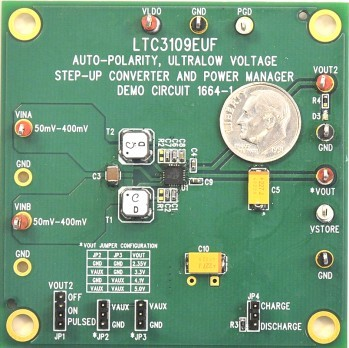 VLDO
GND
PGD
LTC3109EUF
AUTO-POLARITY, ULTRALOW VOLTAGE
STEP-UP CONVERTER AND POWER MANAGER
DEMO CIRCUIT 1664-
VOUT2
R4
D3
GND
VINA
50mV-400mV
T2
GND
C3
C4
C9
LIBERTY
C5
*VOUT
VINB
50mV-400mV
T1
VSTORE
GND
C10
GND
*VOUT JUMPER CONFIGURATION
JP2 JP3 VOUT
GND GND 2.35V
VAUX GND 3.3V
GND VAUX 4.1V
VAUX VAUX 5.0V
VOUT2
OFF
ON
PULSED
JP1
VAUX
GND
*JP2
VAUX
GND
*JP3
JP4
CHARGE
DISCHARGE
R3